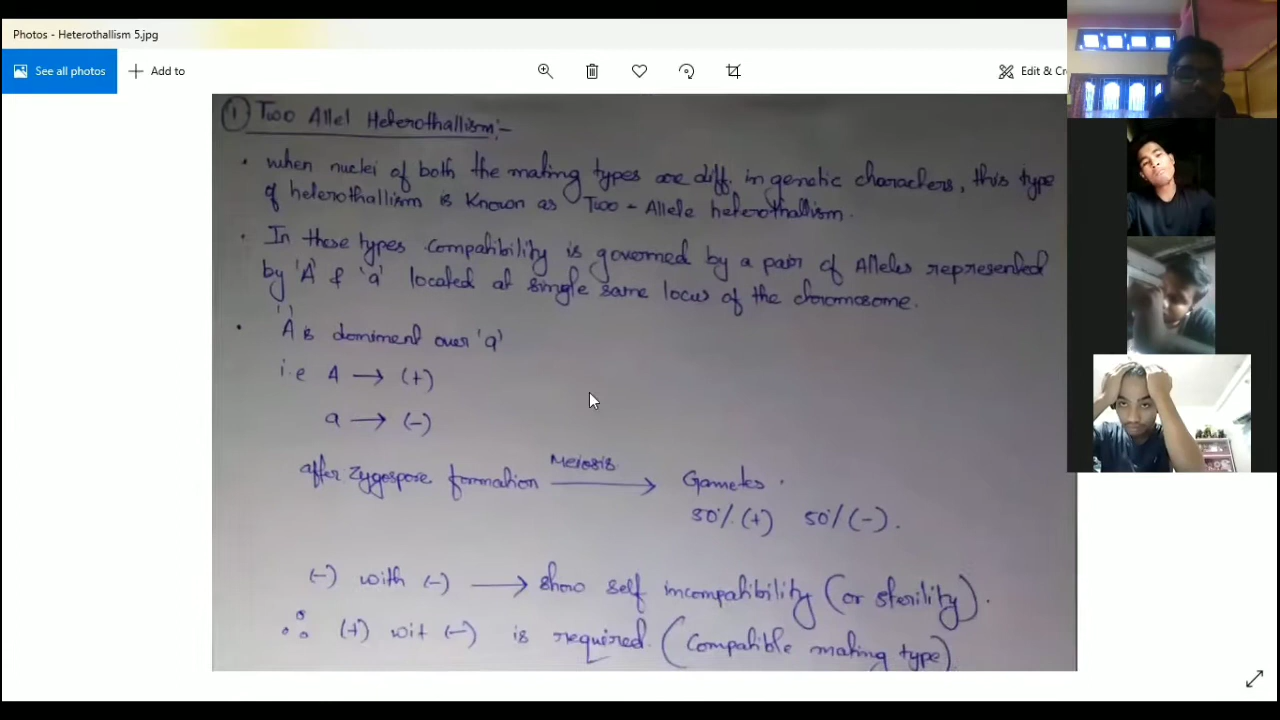 Photos - Heterothallism 5.jpg
See all photos
Add to
Edit & Cr
① Two Allel Heterothallism:-
• when nuclei of both the mating types are diff. in genetic characters, this type
of heterothallism is known as Two-Allele heterothallism.
• In these types compatibility is governed by a pair of Alleles represented
by 'A' & 'a' located at single same locus of the chromosome.
• 'A' is dominent over 'a'
i.e A → (+)
a → (-)
after Zygospore formation Meiosis → Gametes.
50% (+) 50% (-).
(-) with (-) → show self incompatibility (or sterility).
∴ (+) wit (-) is required. (Compatible mating type)